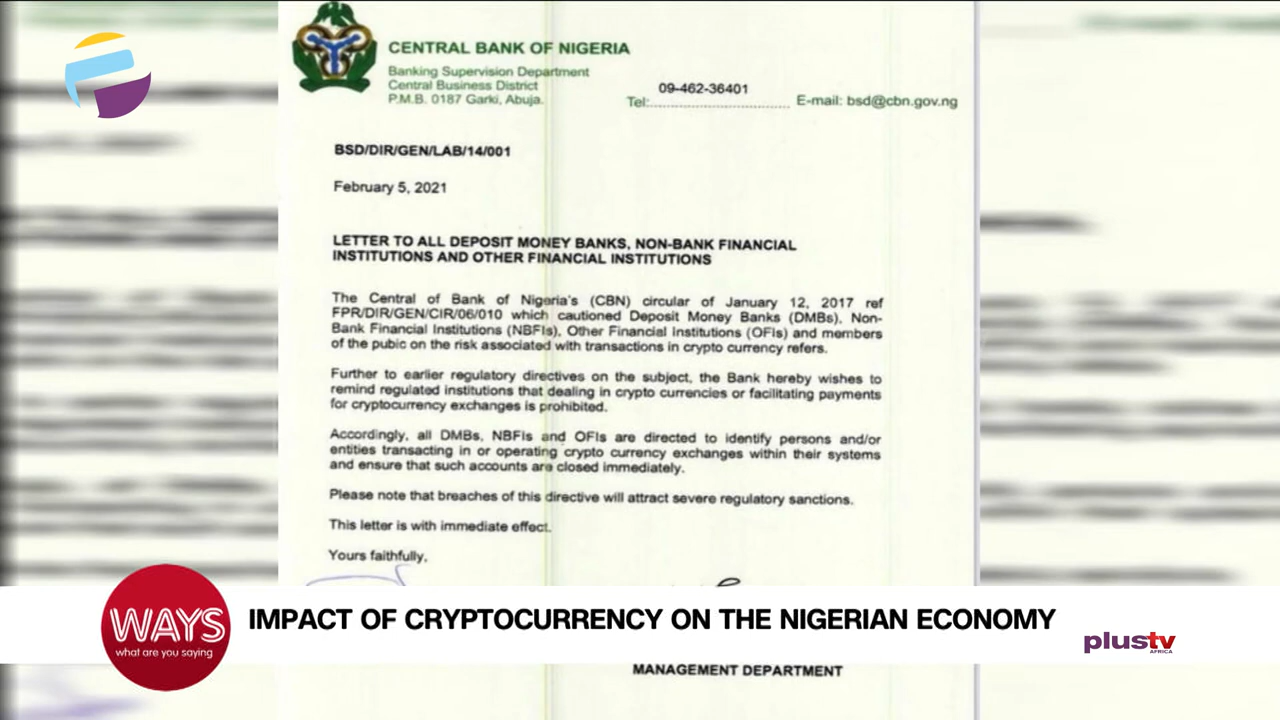 CENTRAL BANK OF NIGERIA
Banking Supervision Department
Central Business District
P.M.B. 0187 Garki, Abuja.
09-462-36401
Tel:
E-mail: bsd@cbn.gov.ng
BSD/DIR/GEN/LAB/14/001
February 5, 2021
LETTER TO ALL DEPOSIT MONEY BANKS, NON-BANK FINANCIAL
INSTITUTIONS AND OTHER FINANCIAL INSTITUTIONS
The Central of Bank of Nigeria's (CBN) circular of January 12, 2017 ref
FPR/DIR/GEN/CIR/06/010 which cautioned Deposit Money Banks (DMBs), Non-
Bank Financial Institutions (NBFIs), Other Financial Institutions (OFIs) and members
of the pubic on the risk associated with transactions in crypto currency refers.
Further to earlier regulatory directives on the subject, the Bank hereby wishes to
remind regulated institutions that dealing in crypto currencies or facilitating payments
for cryptocurrency exchanges is prohibited.
Accordingly, all DMBs, NBFIs and OFIs are directed to identify persons and/or
entities transacting in or operating crypto currency exchanges within their systems
and ensure that such accounts are closed immediately.
Please note that breaches of this directive will attract severe regulatory sanctions.
This letter is with immediate effect.
Yours faithfully,
WAYS
what are you saying
IMPACT OF CRYPTOCURRENCY ON THE NIGERIAN ECONOMY
plustv
AFRICA
MANAGEMENT DEPARTMENT